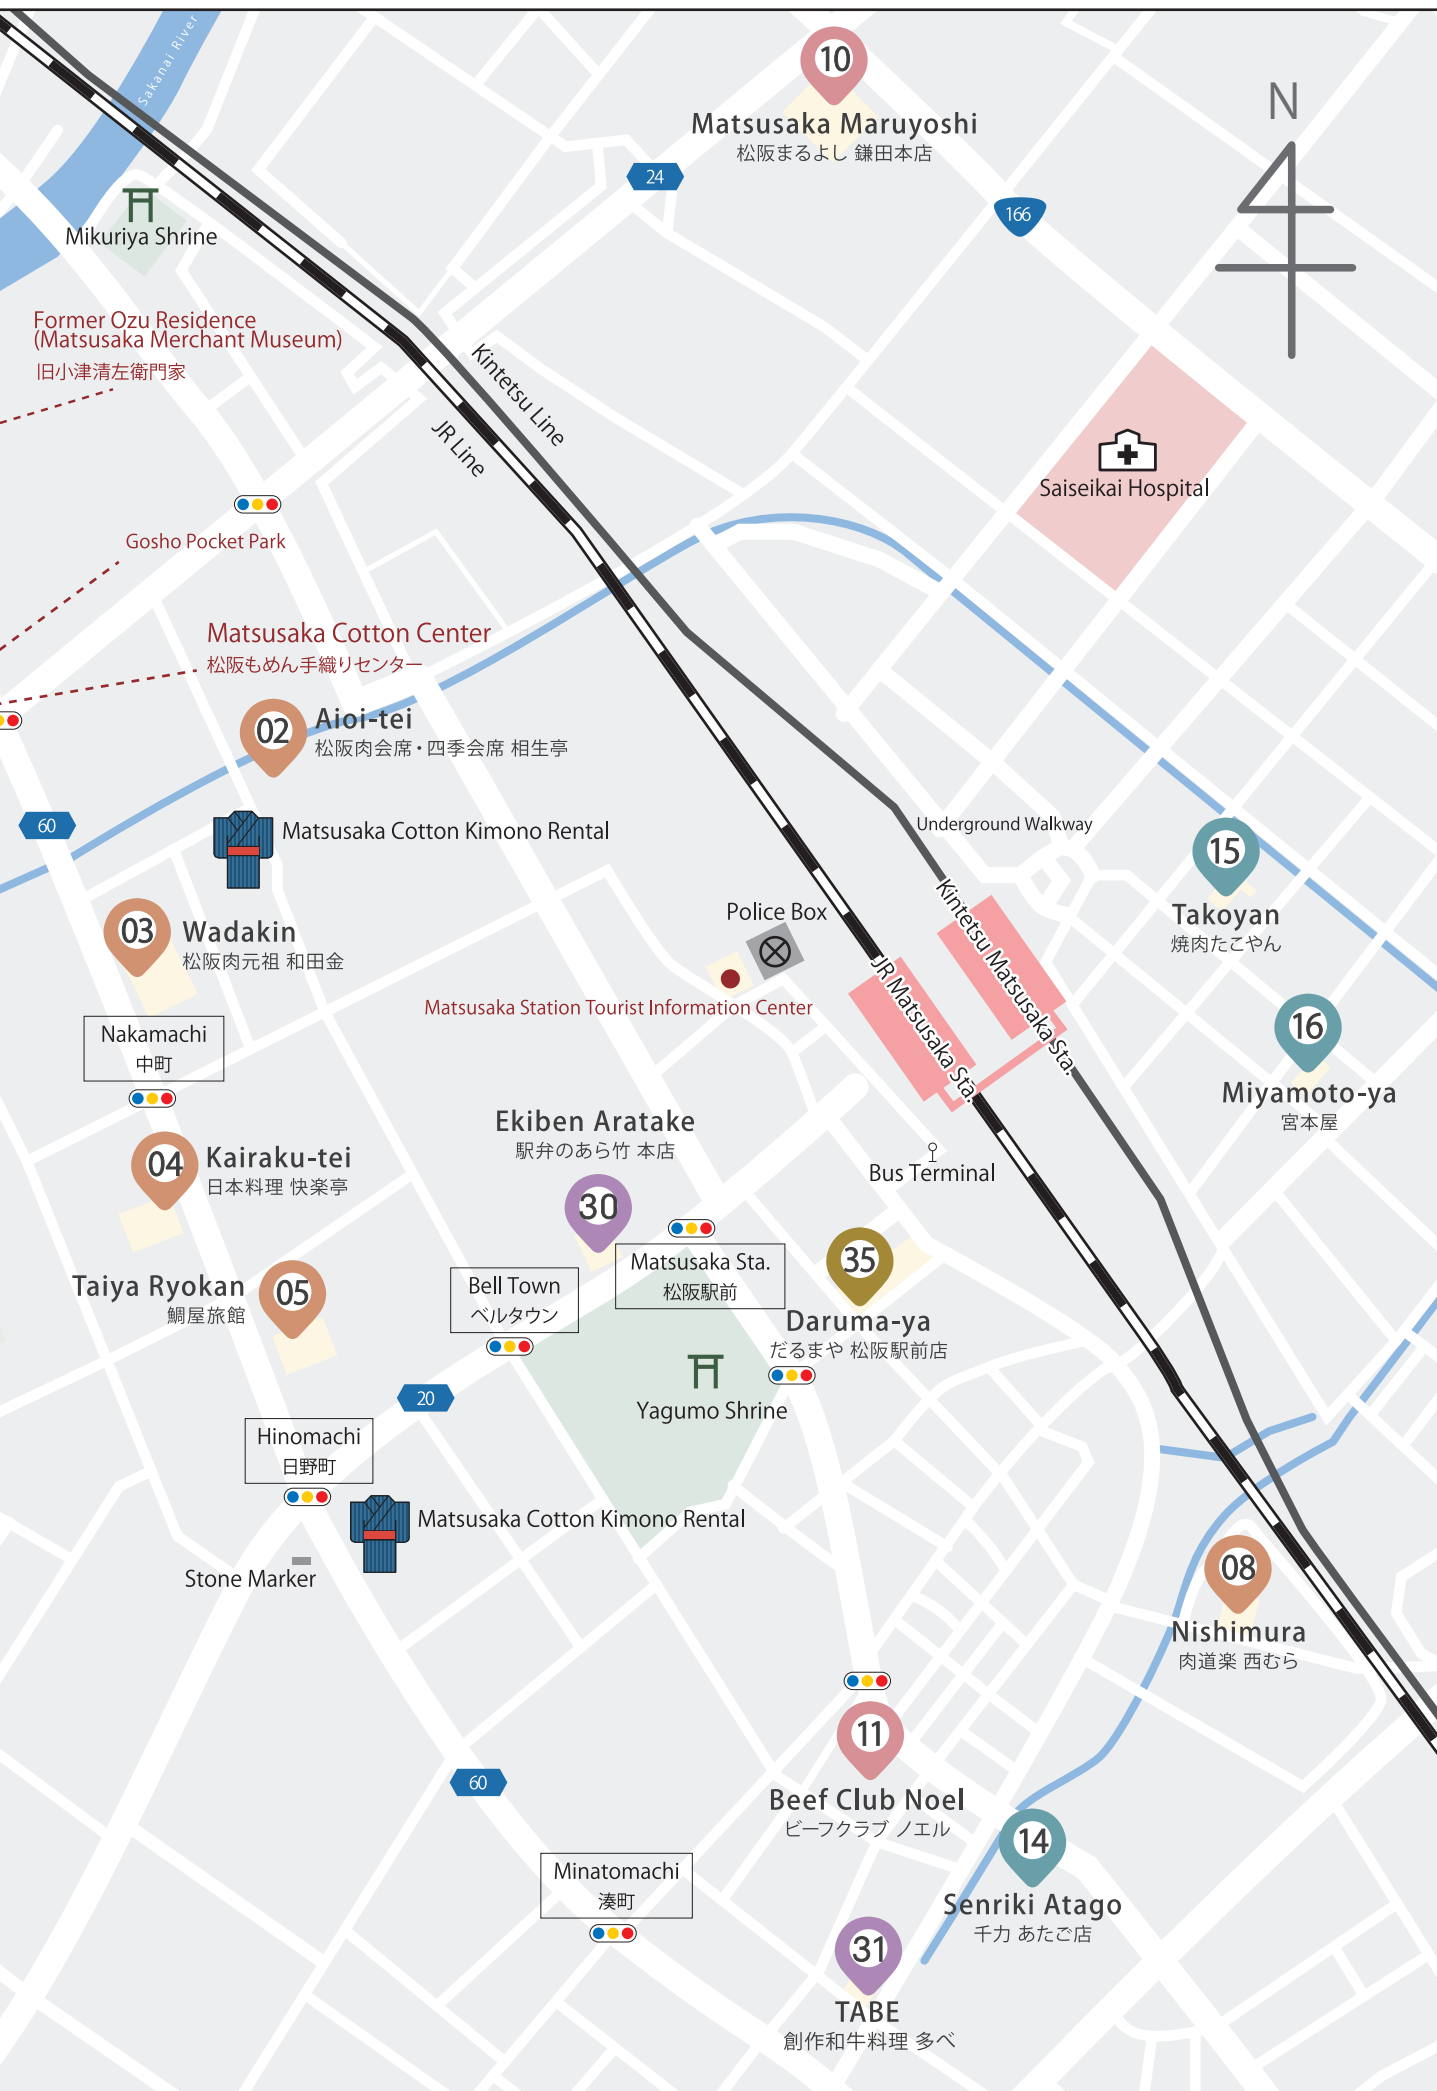 Sakanai River
10
Matsusaka Maruyoshi
松阪まるよし 鎌田本店
N
24
166
Mikuriya Shrine
Former Ozu Residence
(Matsusaka Merchant Museum)
旧小津清左衛門家
Kintetsu Line
JR Line
Saiseikai Hospital
Gosho Pocket Park
Matsusaka Cotton Center
松阪もめん手織りセンター
02
Aioi-tei
松阪肉会席・四季会席 相生亭
60
Matsusaka Cotton Kimono Rental
Underground Walkway
15
Takoyan
焼肉たこやん
03
Wadakin
松阪肉元祖 和田金
Police Box
Kintetsu Matsusaka Sta.
JR Matsusaka Sta.
Matsusaka Station Tourist Information Center
16
Miyamoto-ya
宮本屋
Nakamachi
中町
Ekiben Aratake
駅弁のあら竹 本店
30
04
Kairaku-tei
日本料理 快楽亭
Bus Terminal
Matsusaka Sta.
松阪駅前
35
Daruma-ya
だるまや 松阪駅前店
Taiya Ryokan
鯛屋旅館
05
Bell Town
ベルタウン
20
Yagumo Shrine
Hinomachi
日野町
Matsusaka Cotton Kimono Rental
Stone Marker
08
Nishimura
肉道楽 西むら
11
Beef Club Noel
ビーフクラブ ノエル
60
14
Senriki Atago
千力 あたご店
Minatomachi
湊町
31
TABE
創作和牛料理 多べ